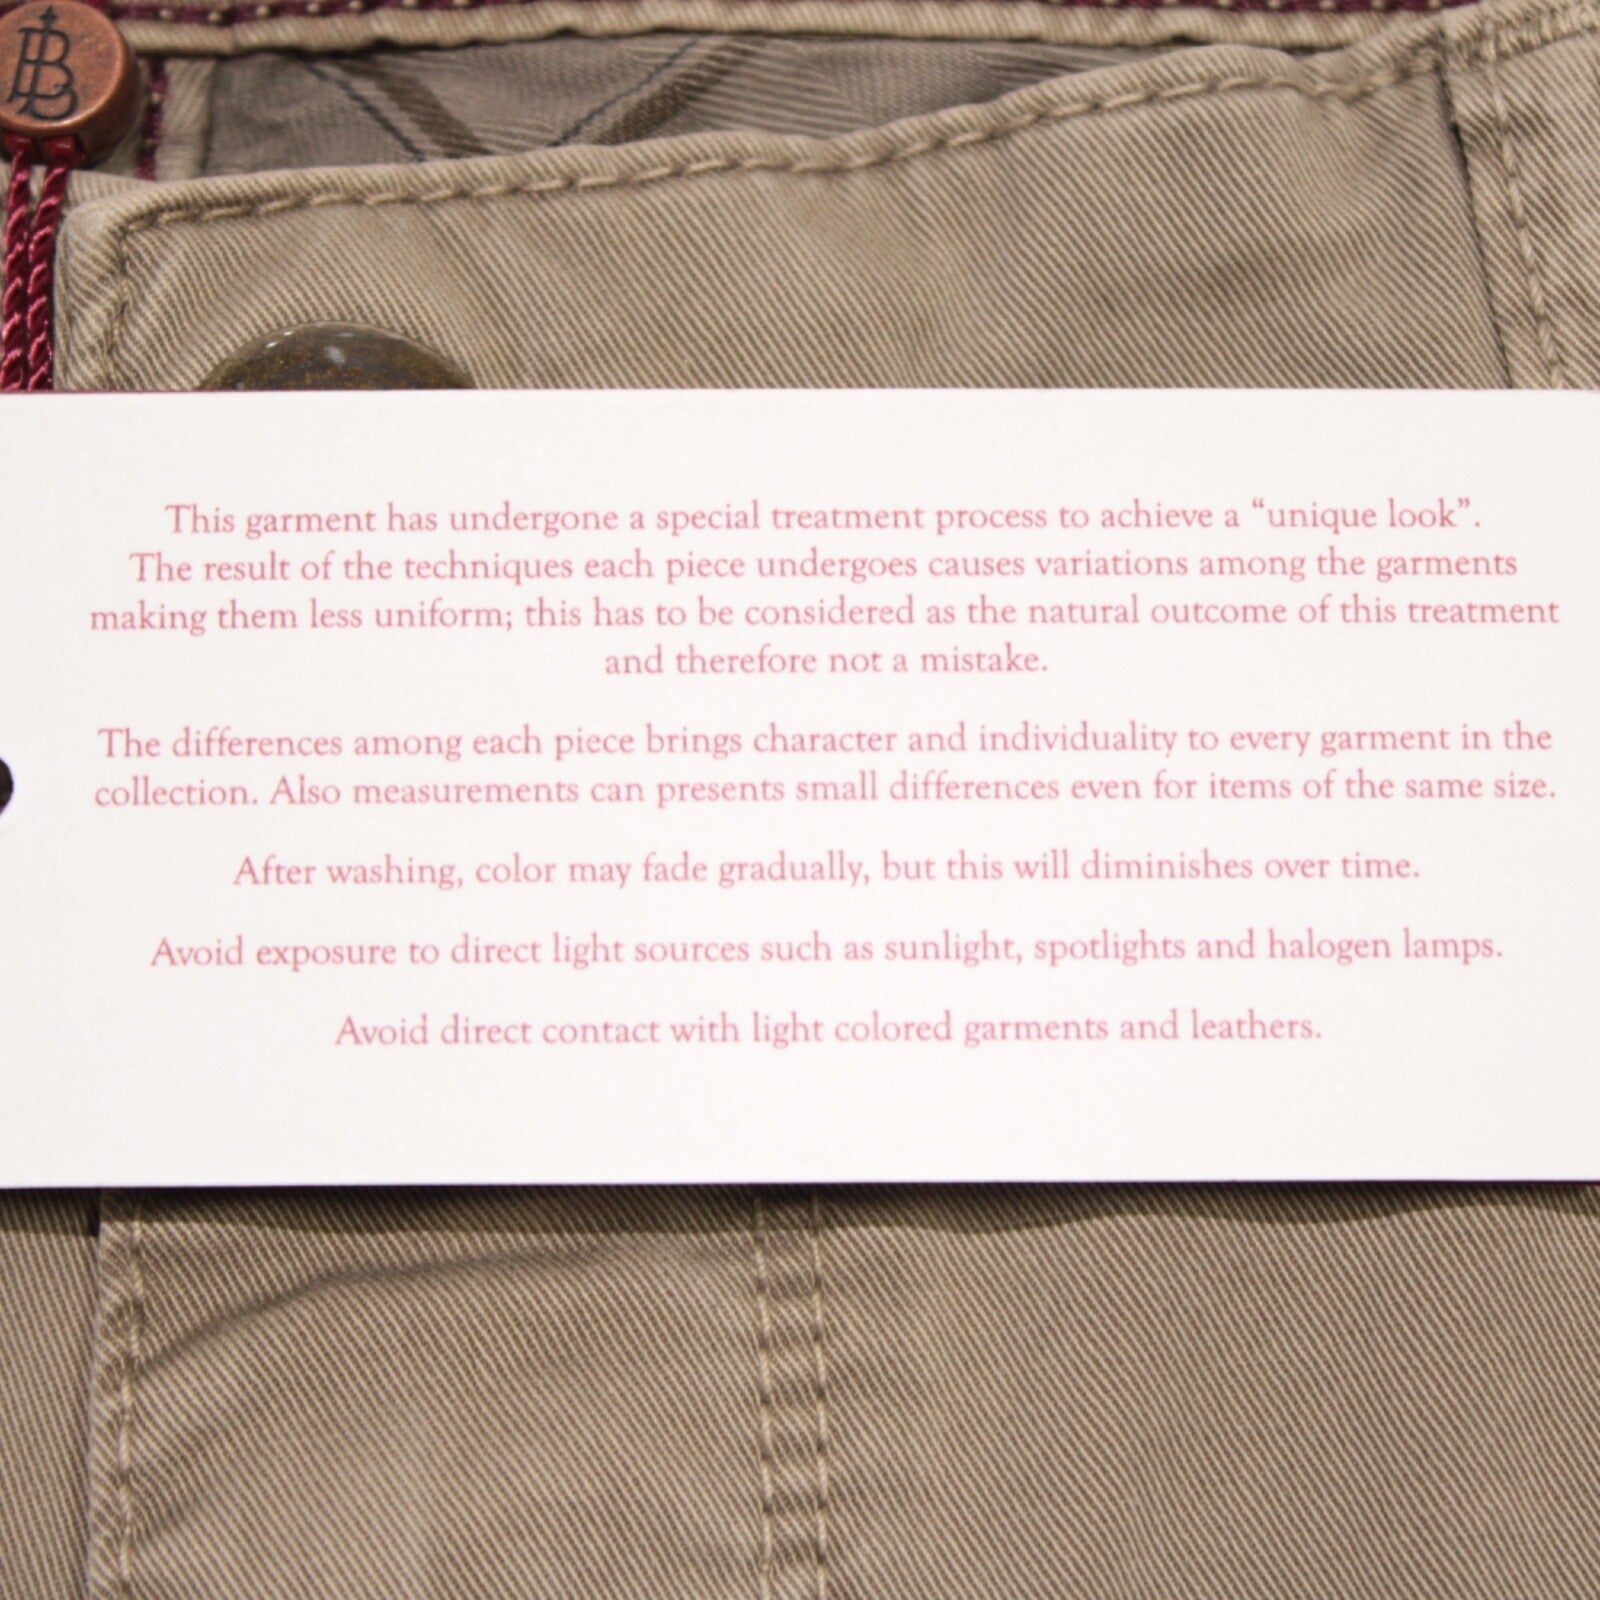 This garment has undergone a special treatment process to achieve a “unique look”.
The result of the techniques each piece undergoes causes variations among the garments
making them less uniform; this has to be considered as the natural outcome of this treatment
and therefore not a mistake.
The differences among each piece brings character and individuality to every garment in the
collection. Also measurements can presents small differences even for items of the same size.
After washing, color may fade gradually, but this will diminishes over time.
Avoid exposure to direct light sources such as sunlight, spotlights and halogen lamps.
Avoid direct contact with light colored garments and leathers.